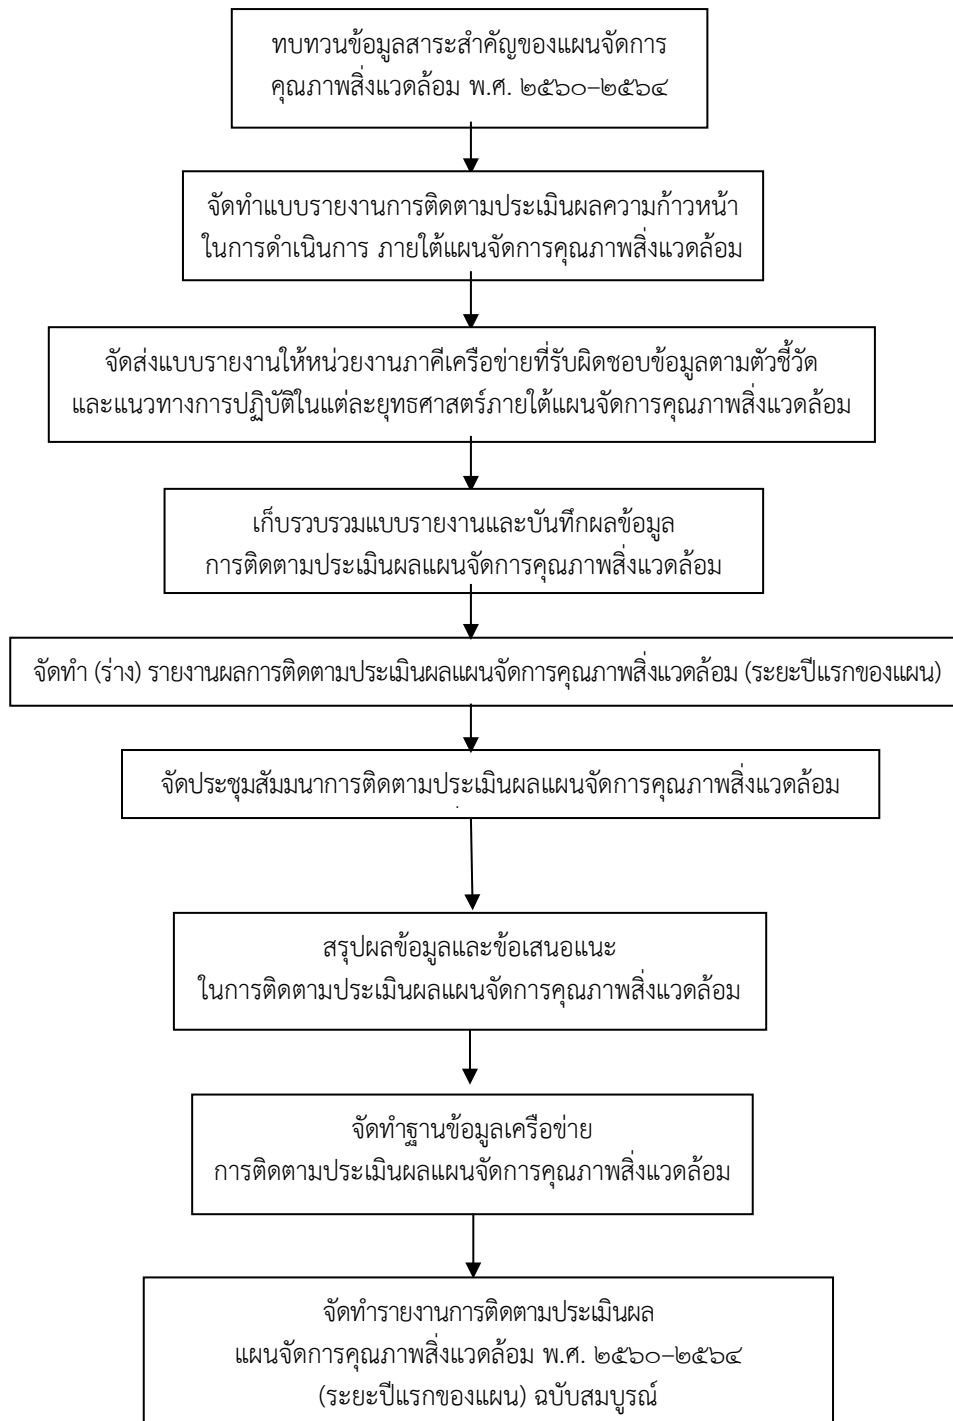 ทบทวนข้อมูลสาระสำคัญของแผนจัดการ
คุณภาพสิ่งแวดล้อม พ.ศ. ๒๕๖๐–๒๕๖๔
จัดทำแบบรายงานการติดตามประเมินผลความก้าวหน้า
ในการดำเนินการ ภายใต้แผนจัดการคุณภาพสิ่งแวดล้อม
จัดส่งแบบรายงานให้หน่วยงานภาคีเครือข่ายที่รับผิดชอบข้อมูลตามตัวชี้วัด
และแนวทางการปฏิบัติในแต่ละยุทธศาสตร์ภายใต้แผนจัดการคุณภาพสิ่งแวดล้อม
เก็บรวบรวมแบบรายงานและบันทึกผลข้อมูล
การติดตามประเมินผลแผนจัดการคุณภาพสิ่งแวดล้อม
จัดทำ (ร่าง) รายงานผลการติดตามประเมินผลแผนจัดการคุณภาพสิ่งแวดล้อม (ระยะปีแรกของแผน)
จัดประชุมสัมมนาการติดตามประเมินผลแผนจัดการคุณภาพสิ่งแวดล้อม
สรุปผลข้อมูลและข้อเสนอแนะ
ในการติดตามประเมินผลแผนจัดการคุณภาพสิ่งแวดล้อม
จัดทำฐานข้อมูลเครือข่าย
การติดตามประเมินผลแผนจัดการคุณภาพสิ่งแวดล้อม
จัดทำรายงานการติดตามประเมินผล
แผนจัดการคุณภาพสิ่งแวดล้อม พ.ศ. ๒๕๖๐–๒๕๖๔
(ระยะปีแรกของแผน) ฉบับสมบูรณ์